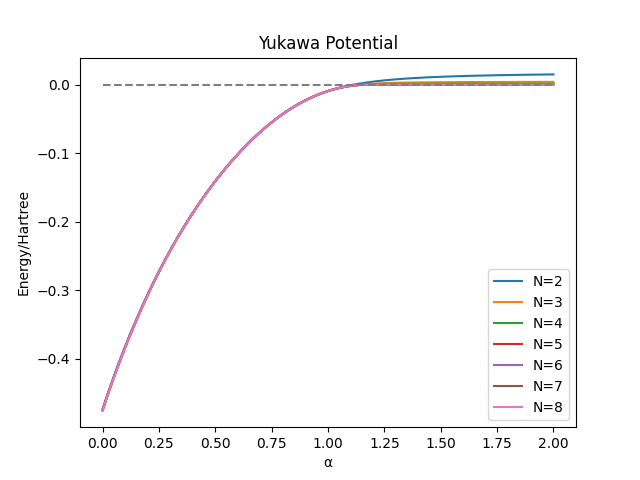 Yukawa Potential
Energy/Hartree
0.0
−0.1
−0.2
−0.3
−0.4
N=2
N=3
N=4
N=5
N=6
N=7
N=8
0.00 0.25 0.50 0.75 1.00 1.25 1.50 1.75 2.00
α